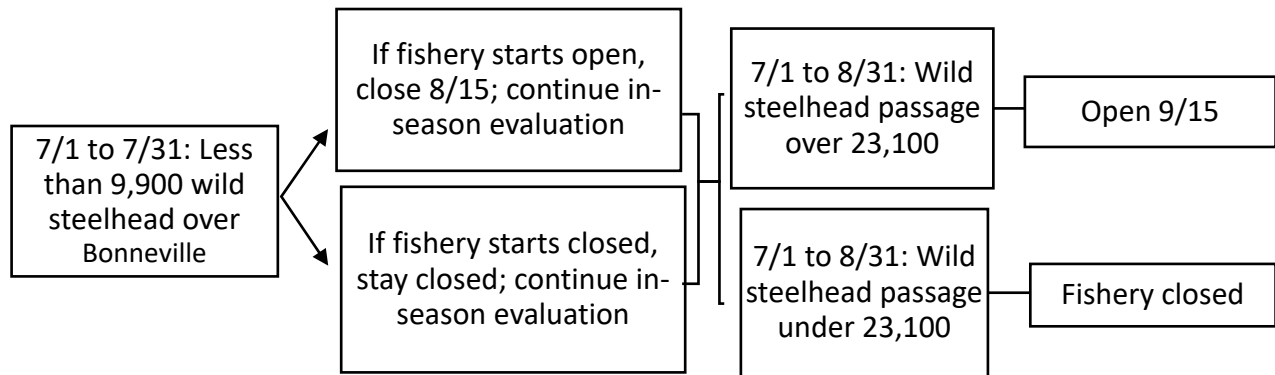 7/1 to 7/31: Less
than 9,900 wild
steelhead over
Bonneville
If fishery starts open,
close 8/15; continue in-
season evaluation
If fishery starts closed,
stay closed; continue in-
season evaluation
7/1 to 8/31: Wild
steelhead passage
over 23,100
Open 9/15
7/1 to 8/31: Wild
steelhead passage
under 23,100
Fishery closed